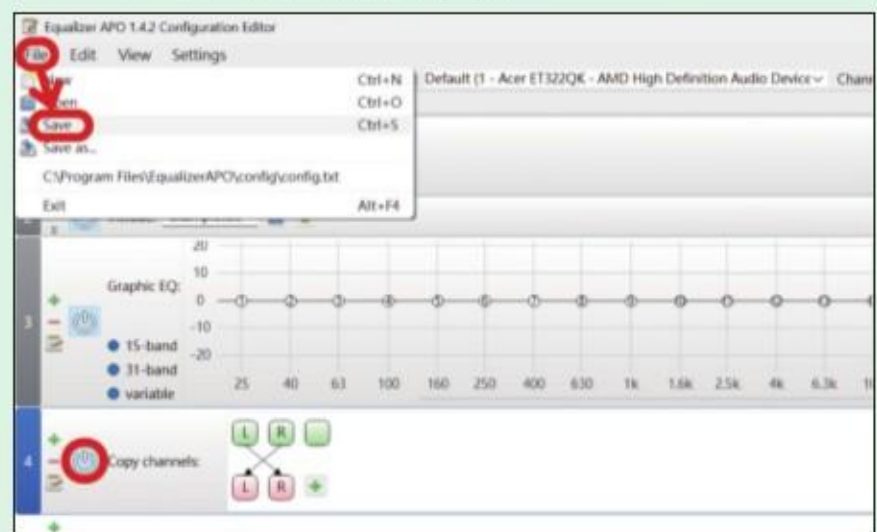 Equalizer APO 1.4.2 Configuration Editor
File Edit View Settings
New Ctrl+N
Default (1 - Acer ET322QK - AMD High Definition Audio Device Chann
Open Ctrl+O
Save Ctrl+S
Save as...
C:\Program Files\EqualizerAPO\config\config.txt
Exit Alt+F4
3
Graphic EQ:
20
10
0
-10
-20
15-band
31-band
variable
25 40 63 100 160 250 400 630 1k 1.6k 2.5k 4k 6.3k
4
Copy channels:
L R
L R